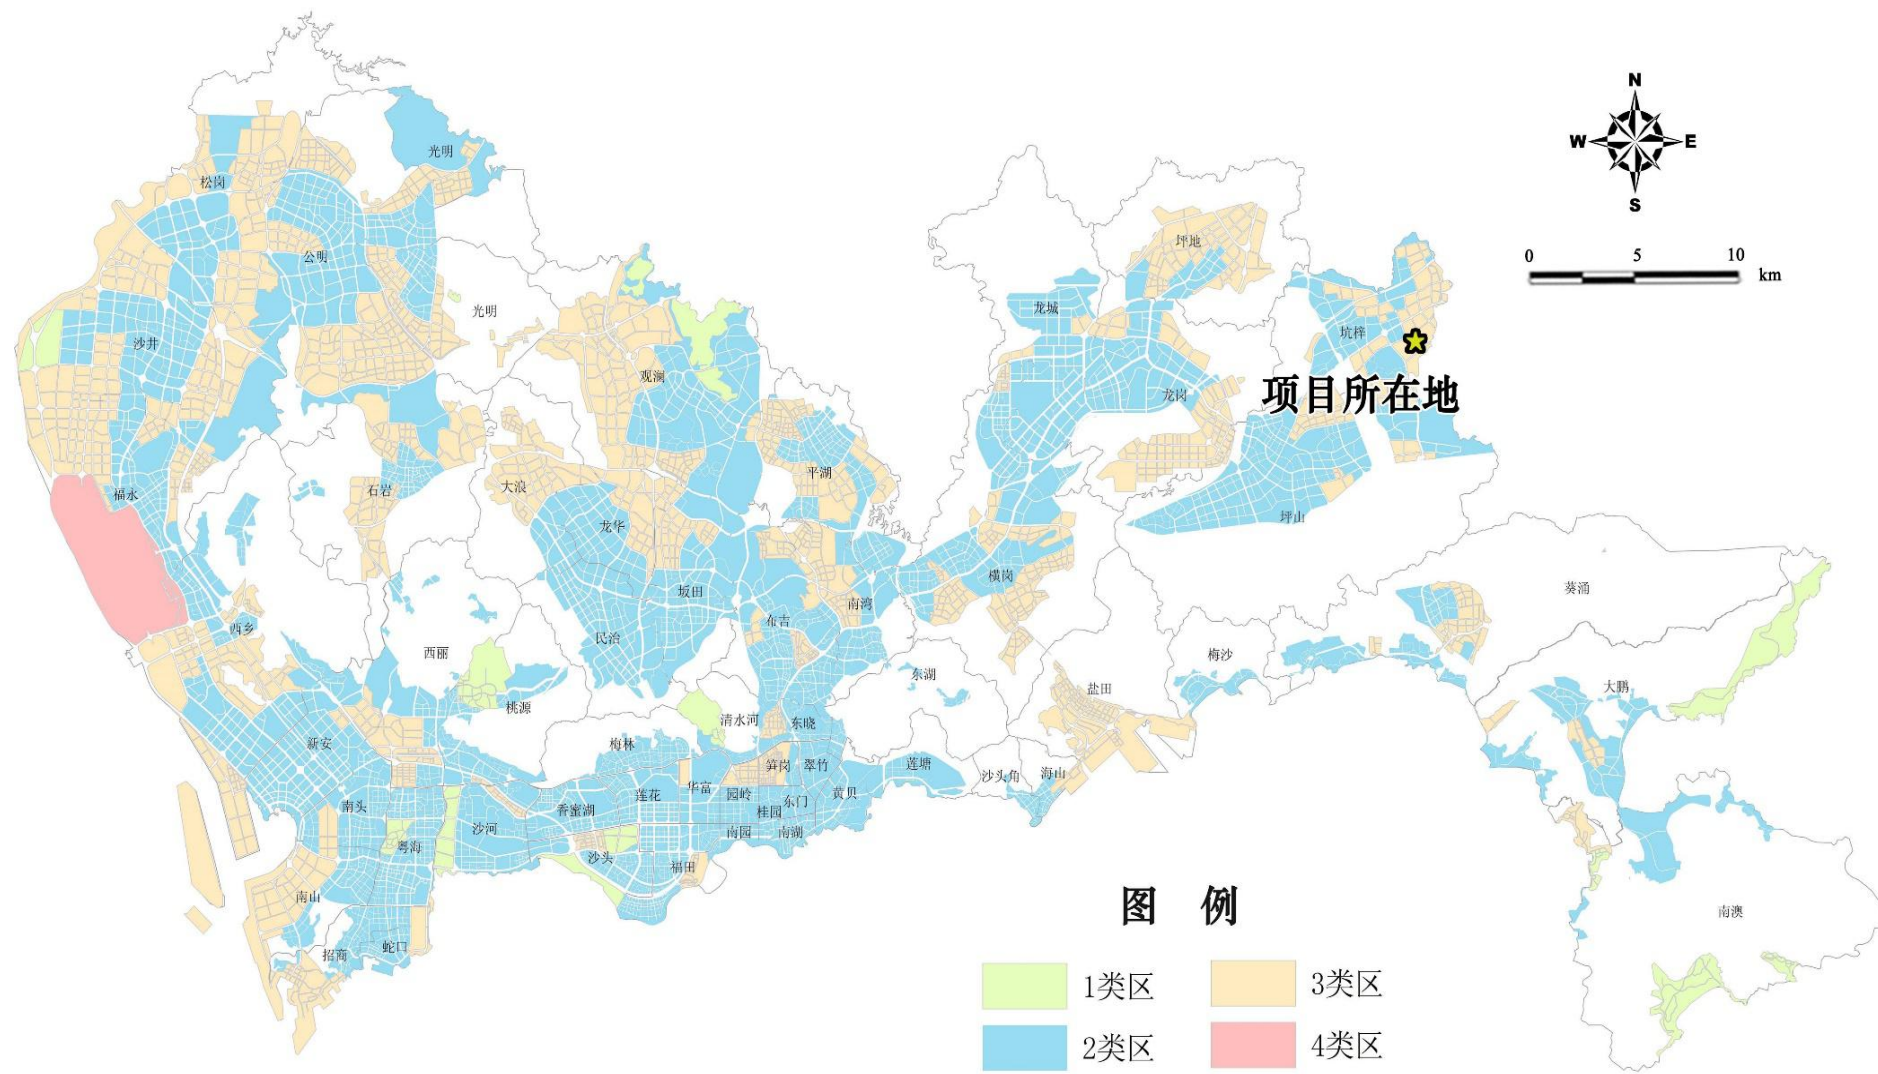 N
W
E
S
0
5
10
km
光明
松岗
公明
坪地
光明
龙城
坑梓
沙井
观澜
龙岗
项目所在地
平湖
福永
石岩
大浪
坪山
龙华
横岗
葵涌
坂田
南湾
布吉
西乡
民治
西丽
梅沙
东湖
盐田
大鹏
桃源
清水河
东晓
新安
梅林
笋岗
翠竹
莲塘
沙头角
海山
华富
莲花
园岭
东门
黄贝
南头
香蜜湖
桂园
沙河
南园
南湖
粤海
沙头
福田
南山
南澳
招商
蛇口
图 例
1类区
3类区
2类区
4类区